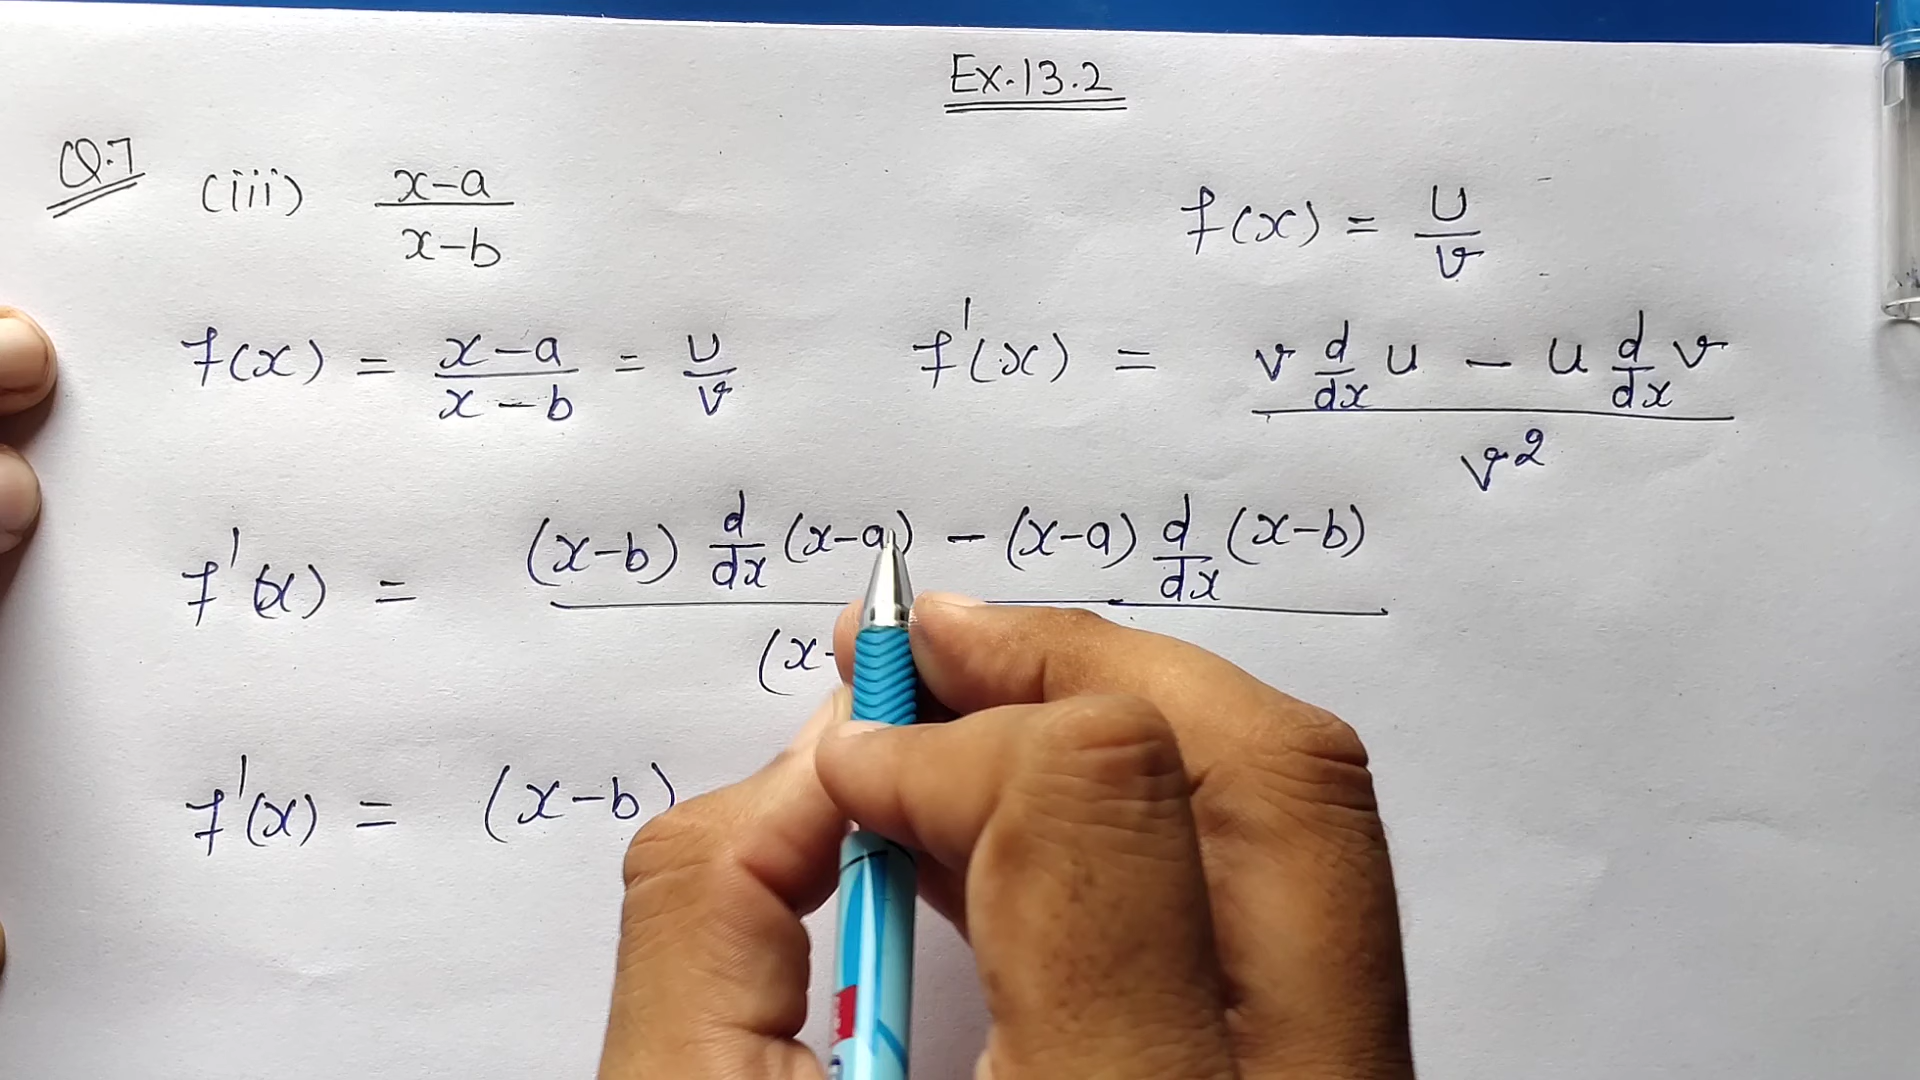 Ex. 13.2
Q.7 (iii) x-a / x-b
f(x) = U / v
f(x) = x-a / x-b = U / v
f'(x) = v d/dx u - u d/dx v / v²
f'(x) = (x-b) d/dx (x-a) - (x-a) d/dx (x-b) / (x-
f'(x) = (x-b)